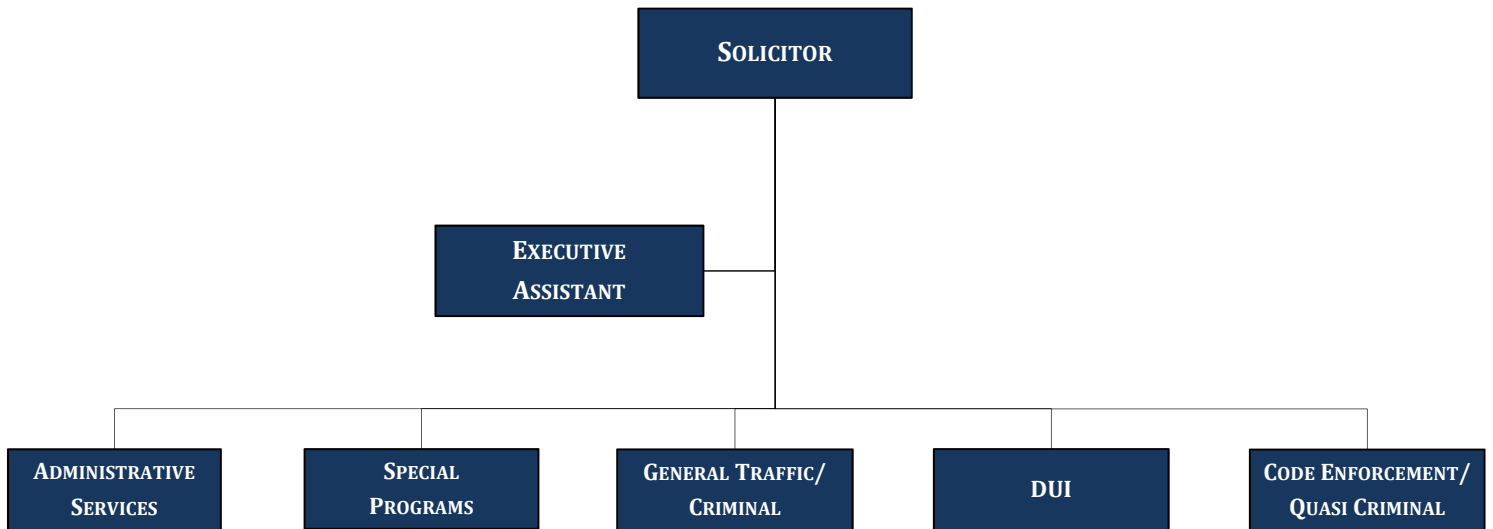 SOLICITOR
EXECUTIVE
ASSISTANT
ADMINISTRATIVE
SERVICES
SPECIAL
PROGRAMS
GENERAL TRAFFIC/
CRIMINAL
DUI
CODE ENFORCEMENT/
QUASI CRIMINAL